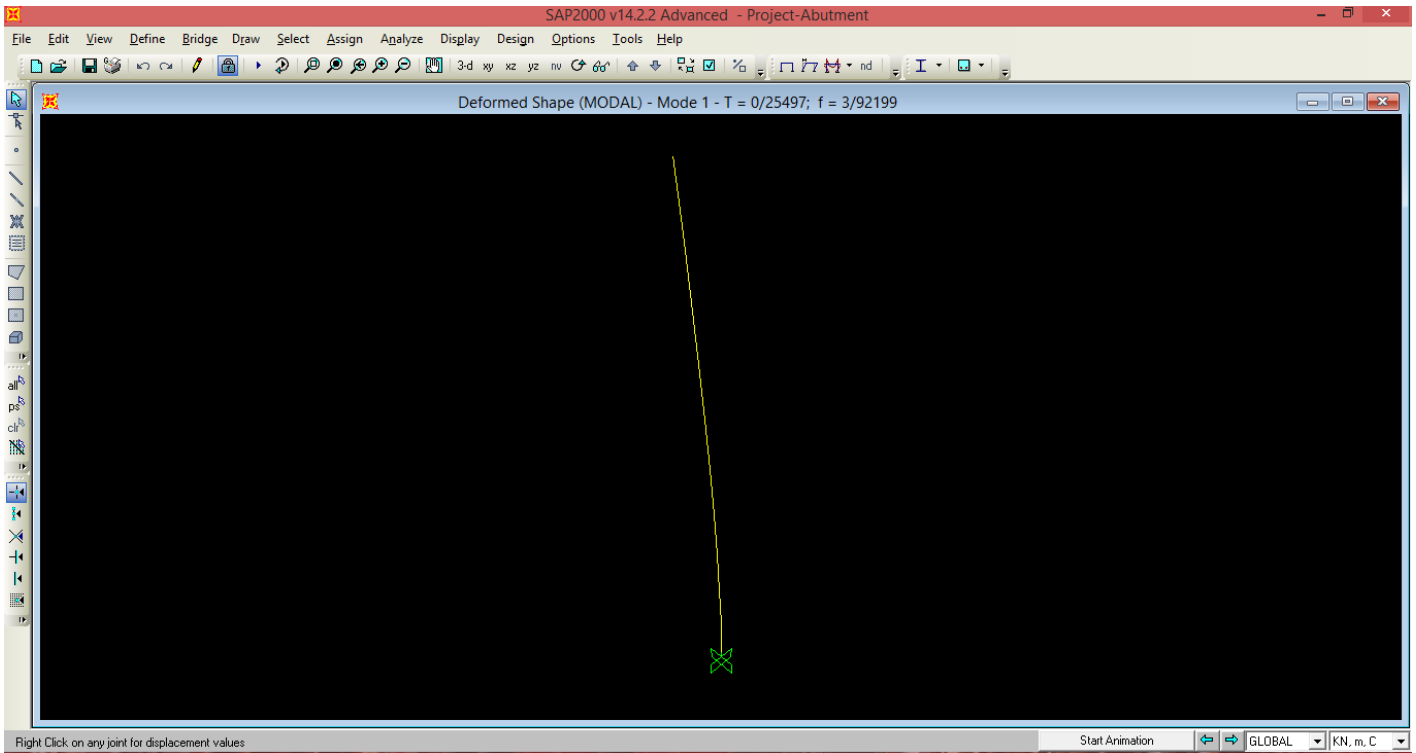 SAP2000 v14.2.2 Advanced - Project-Abutment
File Edit View Define Bridge Draw Select Assign Analyze Display Design Options Tools Help
3-d xy xz yz nv nd
Deformed Shape (MODAL) - Mode 1 - T = 0/25497; f = 3/92199
all
ps
clr
Right Click on any joint for displacement values
Start Animation
GLOBAL
KN, m, C